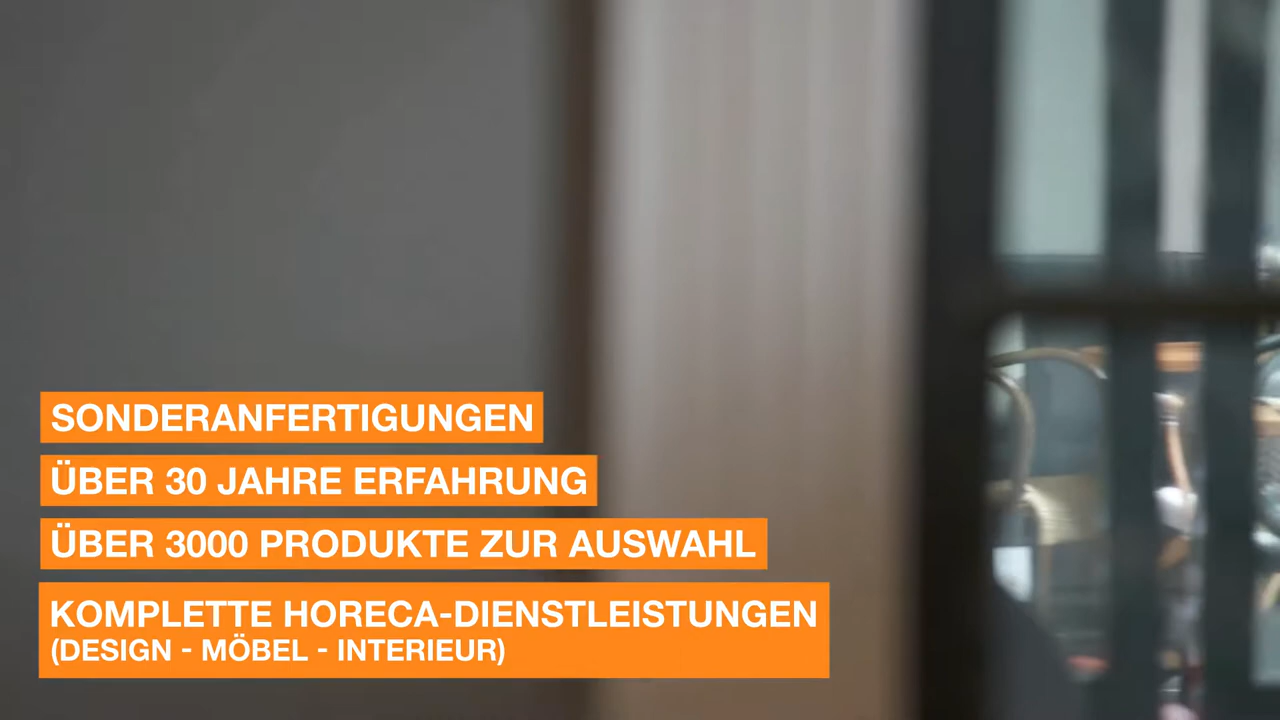 SONDERANFERTIGUNGEN
ÜBER 30 JAHRE ERFAHRUNG
ÜBER 3000 PRODUKTE ZUR AUSWAHL
KOMPLETTE HORECA-DIENSTLEISTUNGEN
(DESIGN - MÖBEL - INTERIEUR)